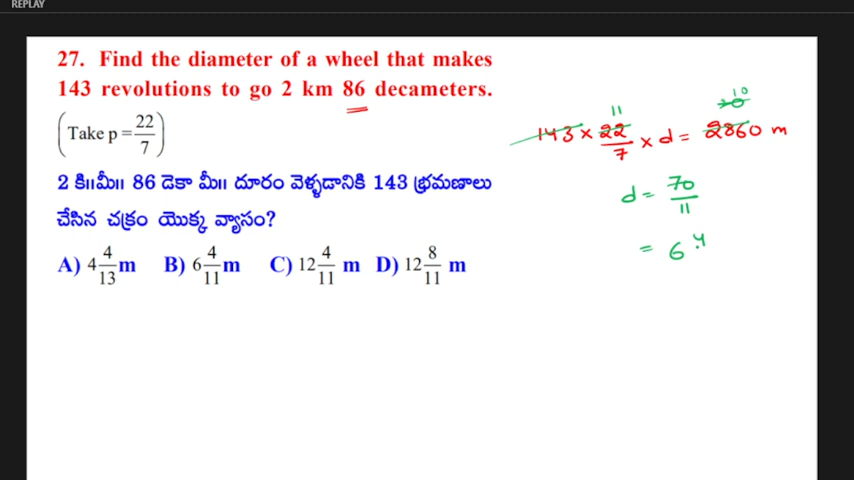 REPLAY
27. Find the diameter of a wheel that makes
143 revolutions to go 2 km 86 decameters.
(Take p = 22/7)
2 కి॥మీ॥ 86 డెకా మీ॥ దూరం వెళ్ళడానికి 143 భ్రమణాలు
చేసిన చక్రం యొక్క వ్యాసం?
A) 4 4/13 m B) 6 4/11 m C) 12 4/11 m D) 12 8/11 m
11 10
143 × 22/7 × d = 2860 m
d = 70/11
= 6.4